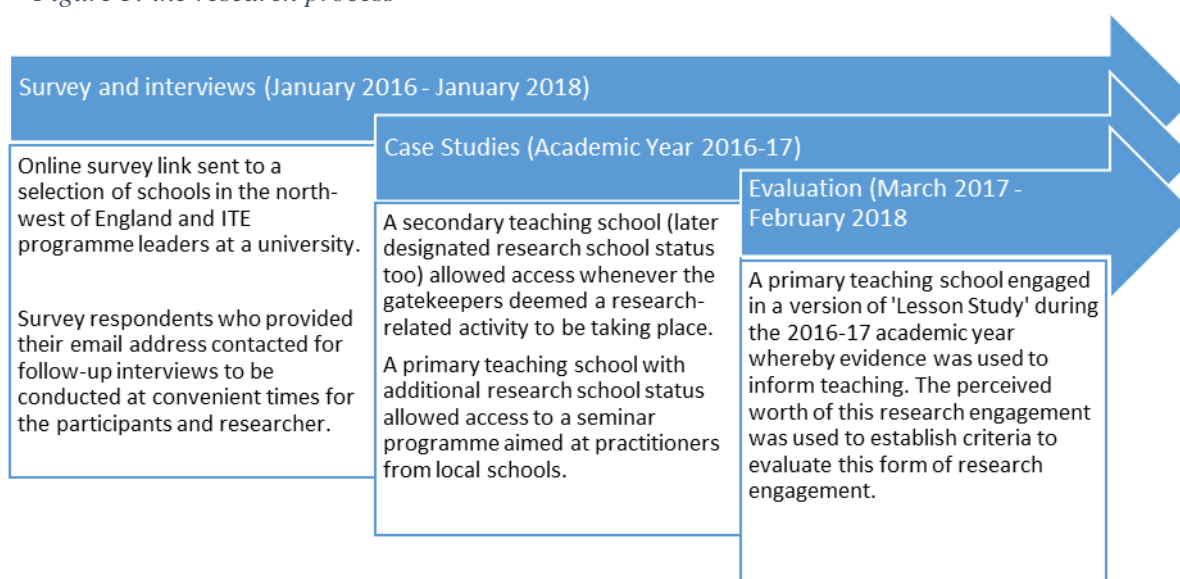 Figure 3: the research process
Survey and interviews (January 2016 - January 2018)
Online survey link sent to a
selection of schools in the north-
west of England and ITE
programme leaders at a university.
Survey respondents who provided
their email address contacted for
follow-up interviews to be
conducted at convenient times for
the participants and researcher.
Case Studies (Academic Year 2016-17)
A secondary teaching school (later
designated research school status
too) allowed access whenever the
gatekeepers deemed a research-
related activity to be taking place.
A primary teaching school with
additional research school status
allowed access to a seminar
programme aimed at practitioners
from local schools.
Evaluation (March 2017 -
February 2018
A primary teaching school engaged
in a version of 'Lesson Study' during
the 2016-17 academic year
whereby evidence was used to
inform teaching. The perceived
worth of this research engagement
was used to establish criteria to
evaluate this form of research
engagement.